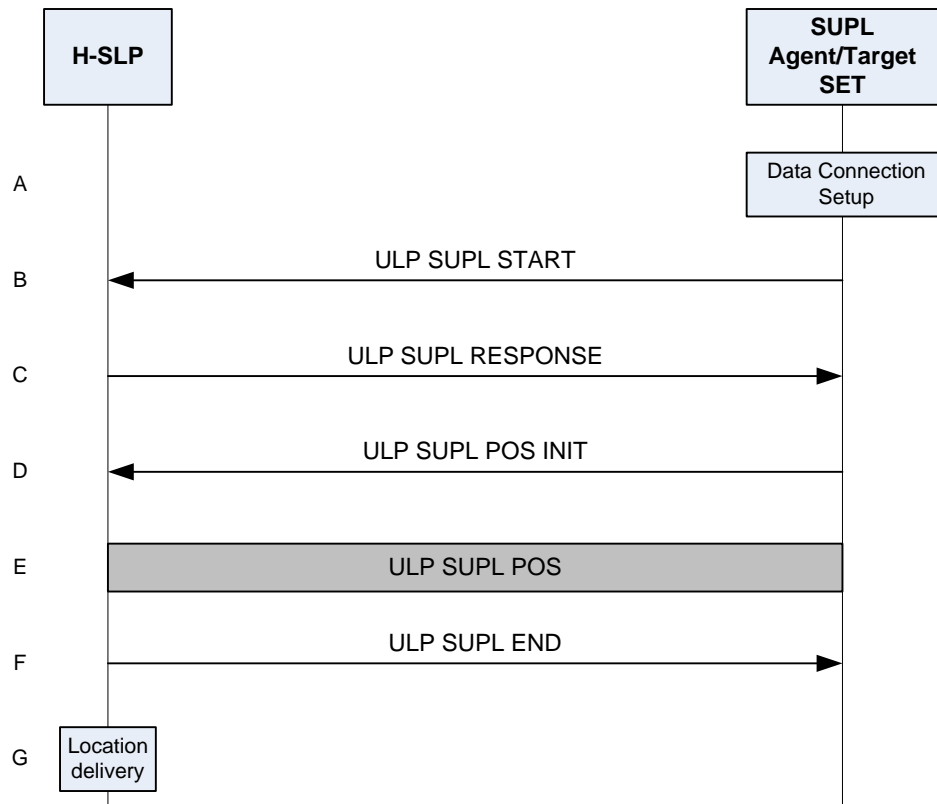 H-SLP
SUPL
Agent/Target
SET
A
Data Connection
Setup
B
ULP SUPL START
C
ULP SUPL RESPONSE
D
ULP SUPL POS INIT
E
ULP SUPL POS
F
ULP SUPL END
G
Location
delivery